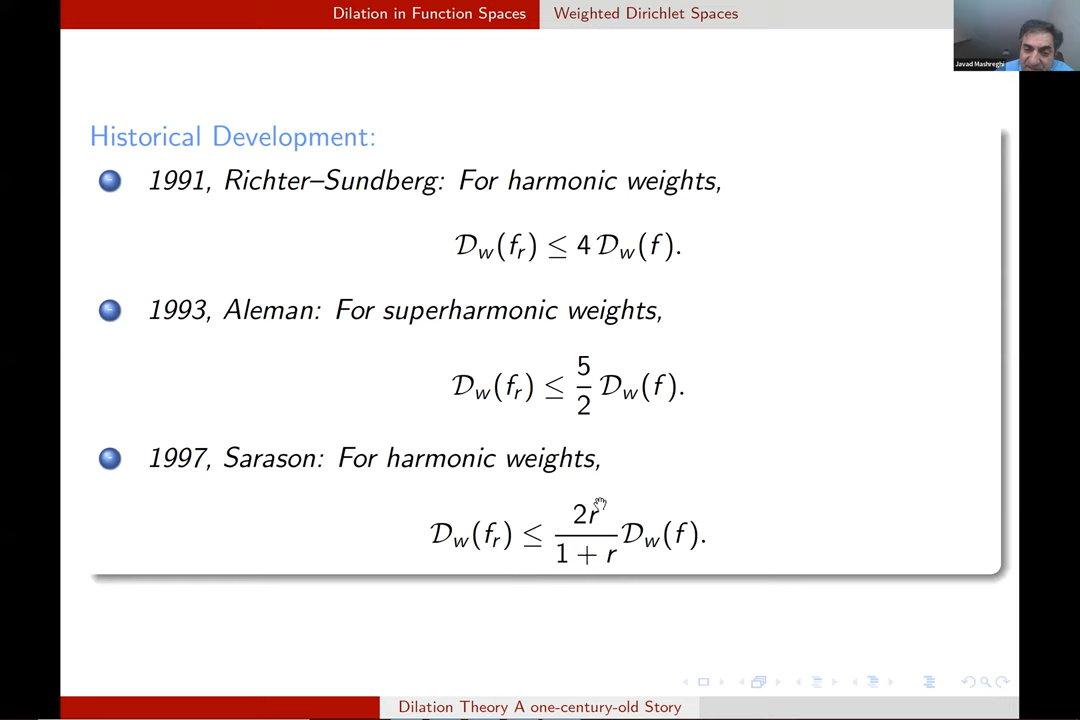 Dilation in Function Spaces Weighted Dirichlet Spaces
Javad Mashreghi
Historical Development:
1991, Richter–Sundberg: For harmonic weights,
𝒟_w(f_r) ≤ 4 𝒟_w(f).
1993, Aleman: For superharmonic weights,
𝒟_w(f_r) ≤ 5/2 𝒟_w(f).
1997, Sarason: For harmonic weights,
𝒟_w(f_r) ≤ 2r/(1 + r) 𝒟_w(f).
Dilation Theory A one-century-old Story